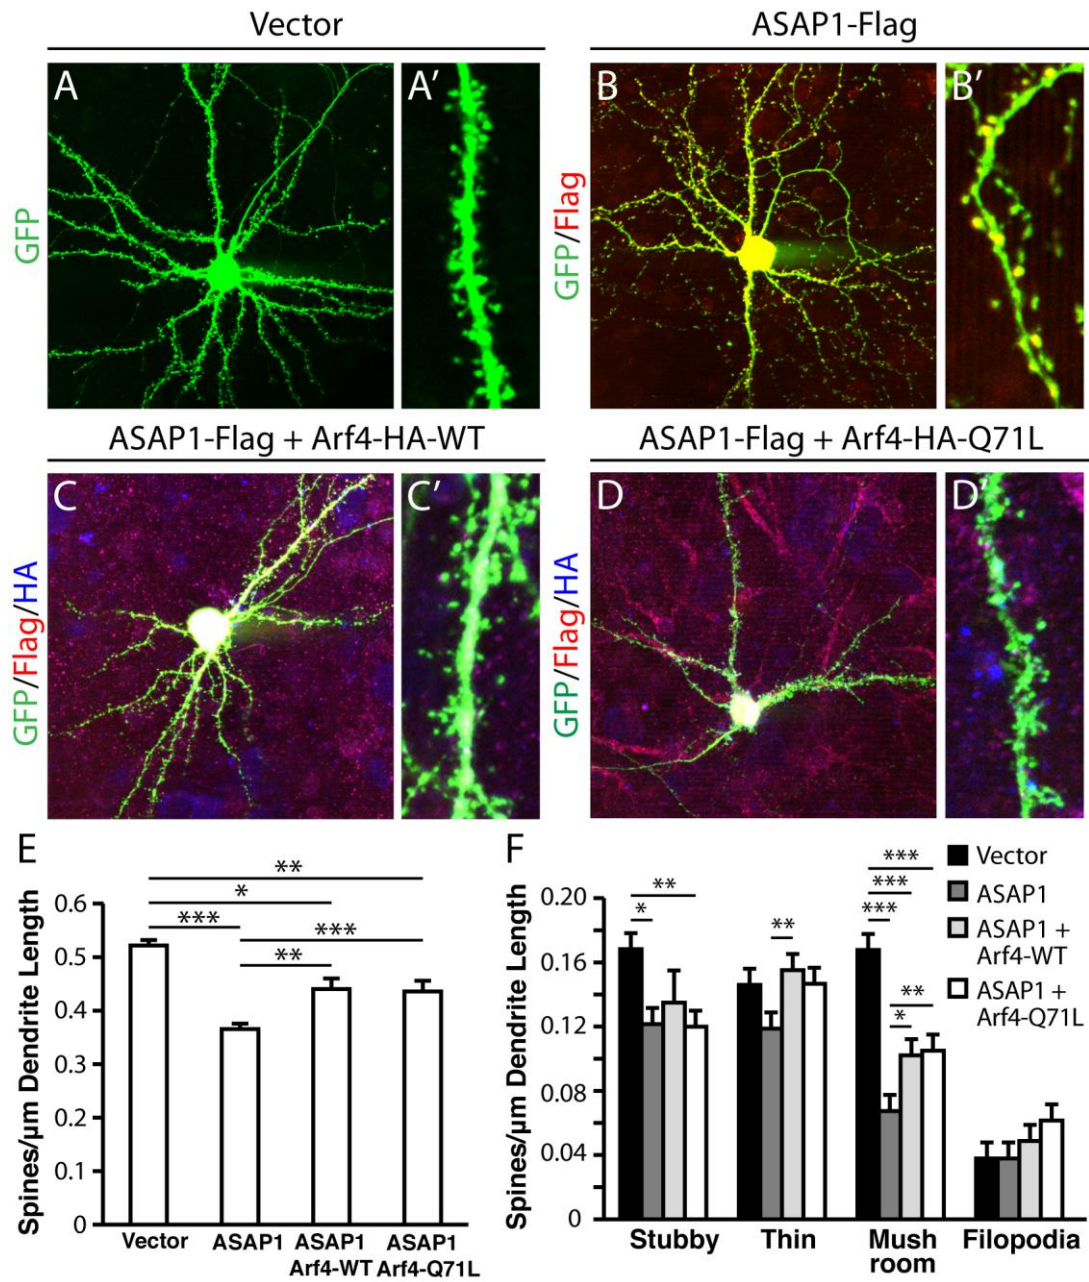 Vector
ASAP1-Flag
A
A'
B
B'
GFP
GFP/Flag
ASAP1-Flag + Arf4-HA-WT
ASAP1-Flag + Arf4-HA-Q71L
C
C'
D
D'
GFP/Flag/HA
GFP/Flag/HA
E
Spines/µm Dendrite Length
0.6
0.5
0.4
0.3
0.2
0.1
0
**
*
***
***
**
Vector
ASAP1
ASAP1
Arf4-WT
ASAP1
Arf4-Q71L
F
Spines/µm Dendrite Length
0.20
0.16
0.12
0.08
0.04
0
**
*
**
***
***
***
**
*
Stubby
Thin
Mush
room
Filopodia
Vector
ASAP1
ASAP1 +
Arf4-WT
ASAP1 +
Arf4-Q71L